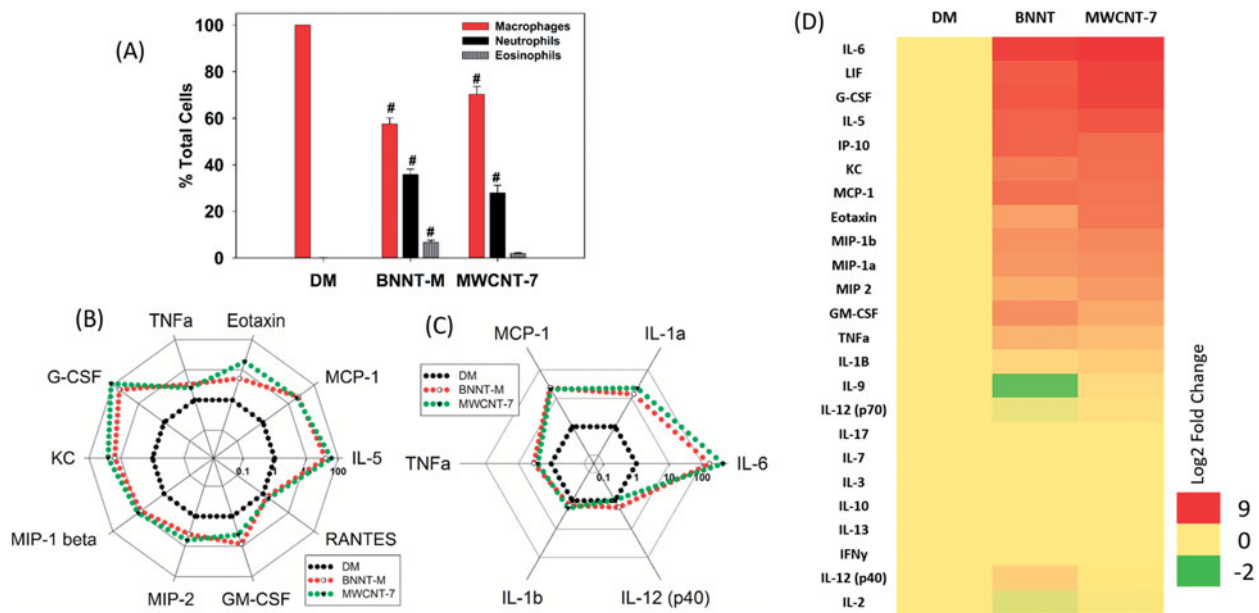 (A)
100
80
60
40
20
0
% Total Cells
Macrophages
Neutrophils
Eosinophils
# # #
# #
DM BNNT-M MWCNT-7
(B)
TNFa Eotaxin
G-CSF MCP-1
KC IL-5
MIP-1 beta RANTES
MIP-2 GM-CSF
0.1 1 10 100
DM
BNNT-M
MWCNT-7
(C)
MCP-1 IL-1a
TNFa IL-6
IL-1b IL-12 (p40)
0.1 1 10 100
DM
BNNT-M
MWCNT-7
(D)
DM BNNT MWCNT-7
IL-6
LIF
G-CSF
IL-5
IP-10
KC
MCP-1
Eotaxin
MIP-1b
MIP-1a
MIP 2
GM-CSF
TNFa
IL-1B
IL-9
IL-12 (p70)
IL-17
IL-7
IL-3
IL-10
IL-13
IFNγ
IL-12 (p40)
IL-2
Log2 Fold Change
9
0
-2